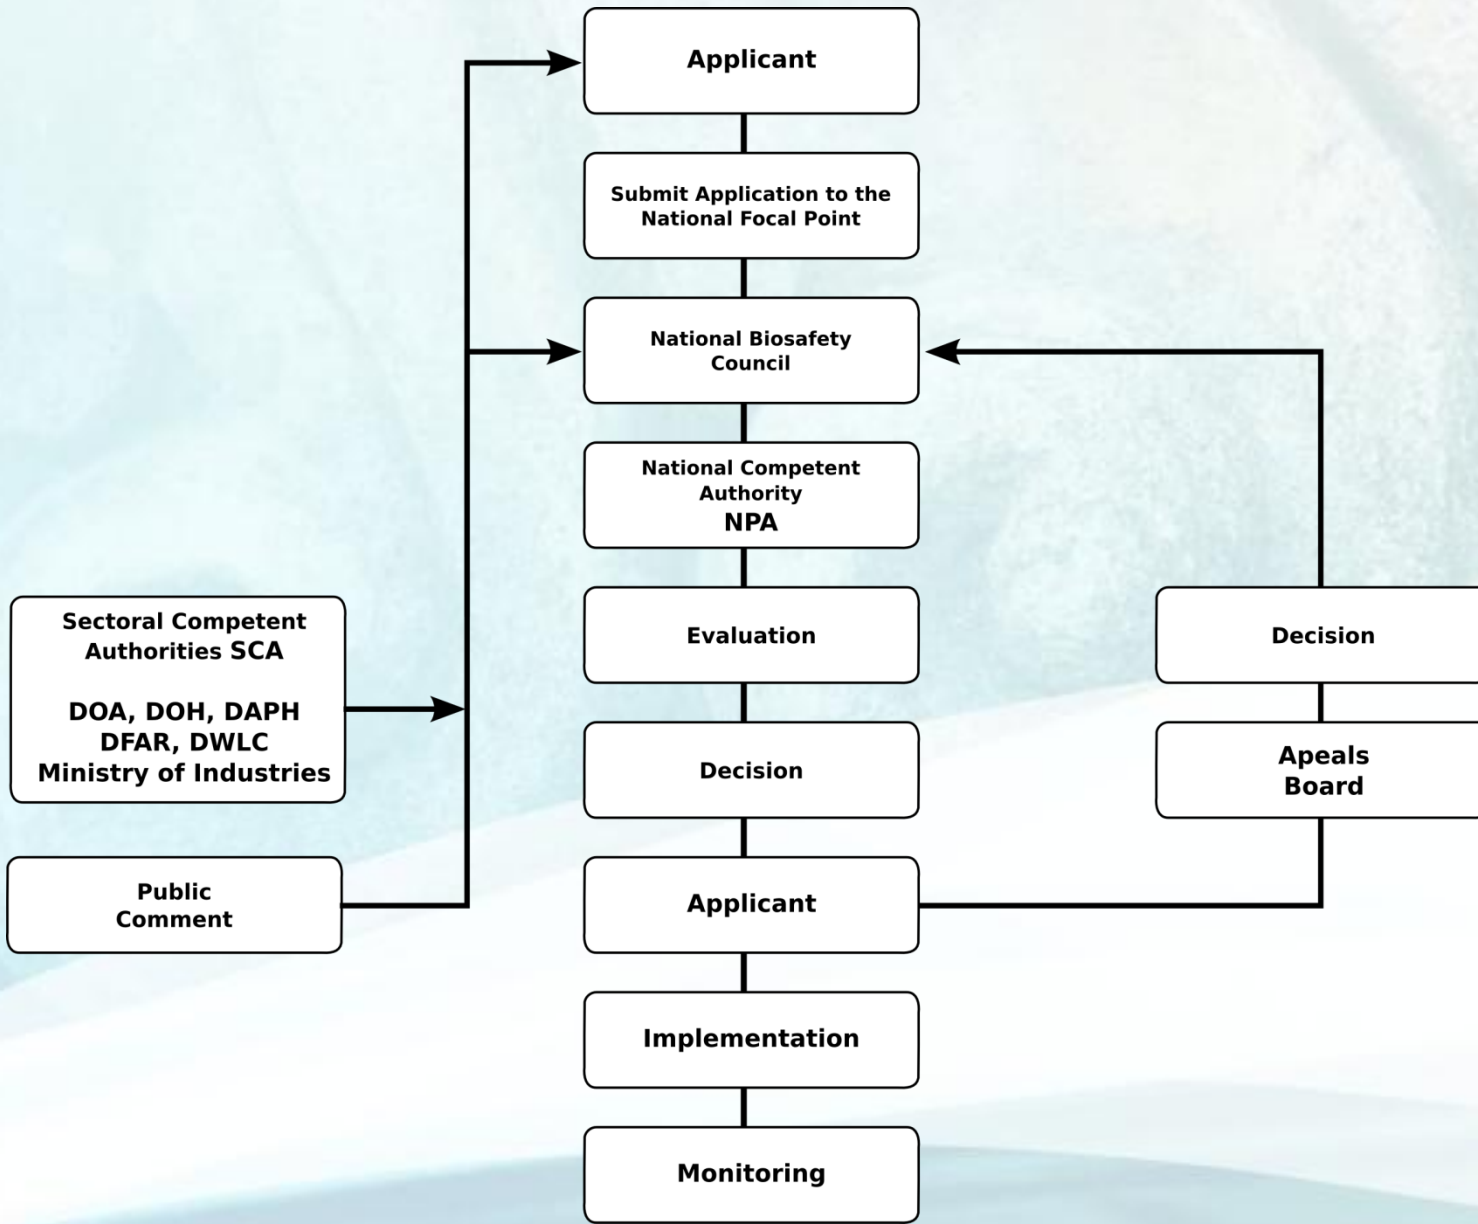 Applicant
Submit Application to the
National Focal Point
National Biosafety
Council
National Competent
Authority
NPA
Evaluation
Decision
Applicant
Implementation
Monitoring
Sectoral Competent
Authorities SCA
DOA, DOH, DAPH
DFAR, DWLC
Ministry of Industries
Public
Comment
Decision
Apeals
Board